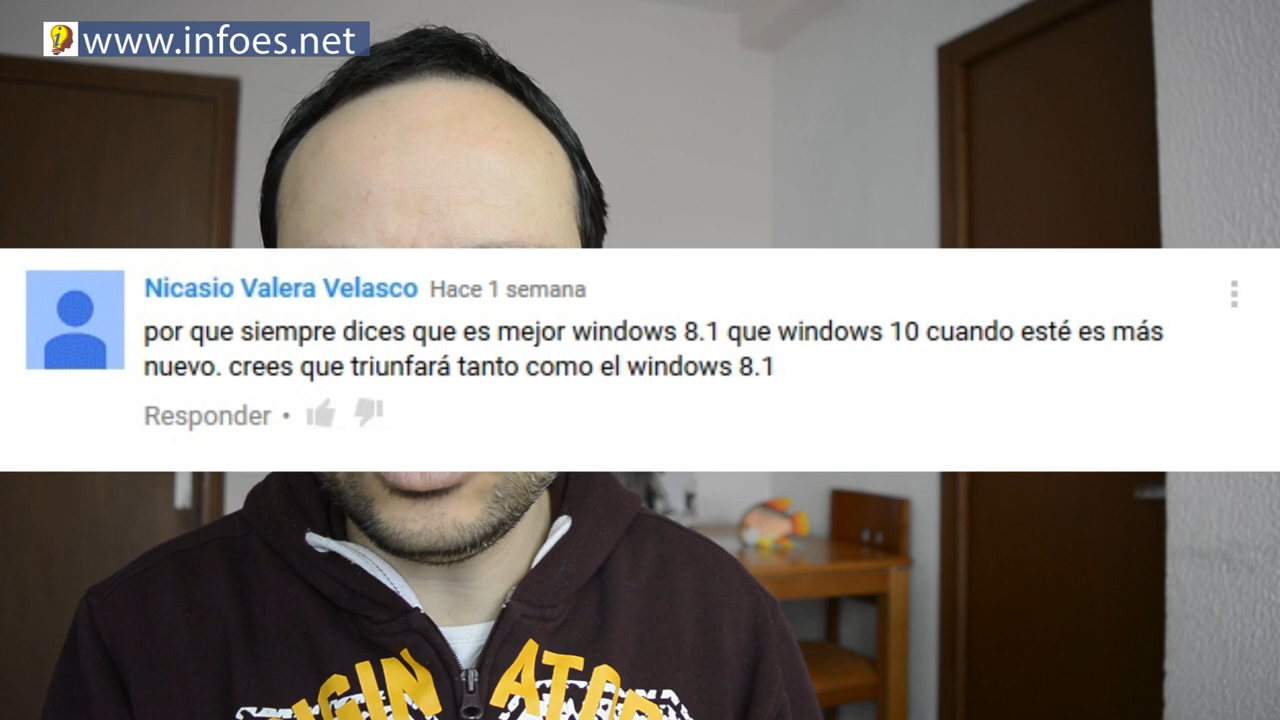 www.infoes.net
Nicasio Valera Velasco Hace 1 semana
por que siempre dices que es mejor windows 8.1 que windows 10 cuando esté es más
nuevo. crees que triunfará tanto como el windows 8.1
Responder •